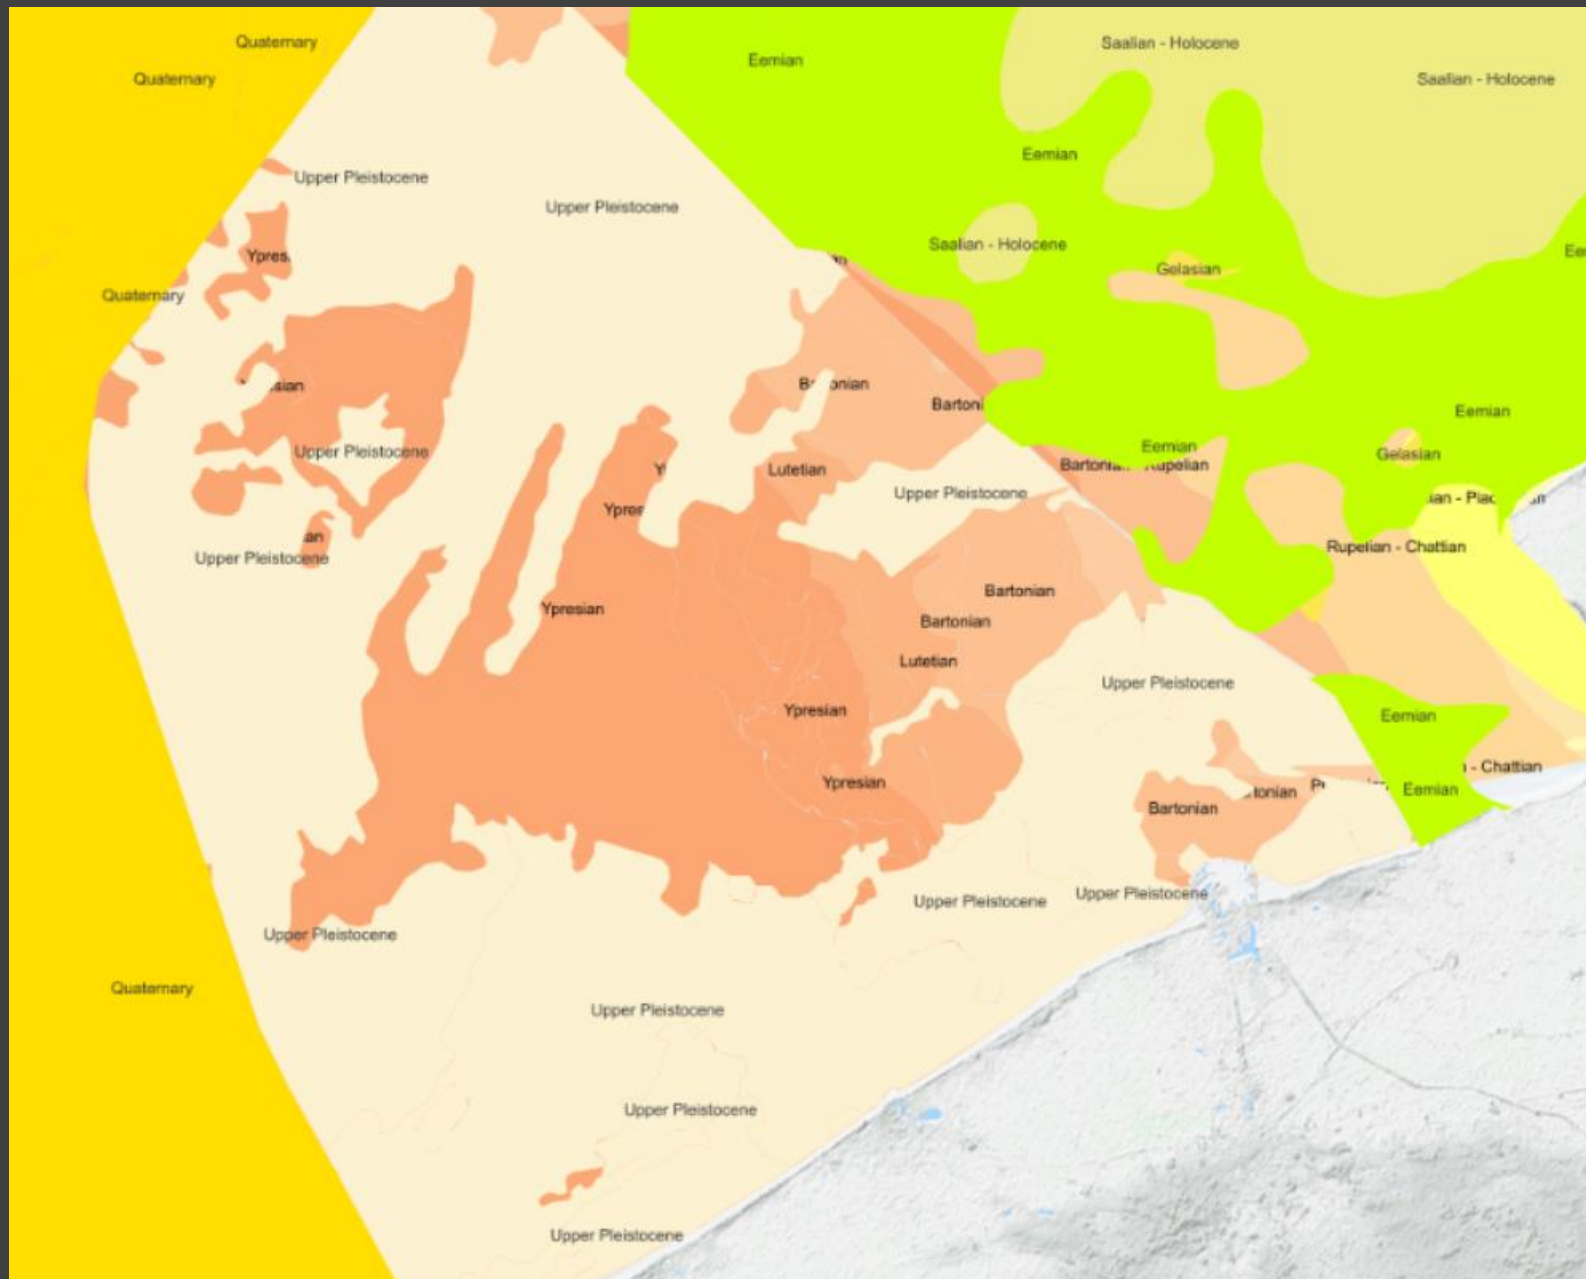 Quaternary
Eemian
Saalian - Holocene
Quaternary
Saalian - Holocene
Eemian
Upper Pleistocene
Upper Pleistocene
Saalian - Holocene
Ypres
Gelasian
Quaternary
Bartoni
Eemian
Lutetian
Eemian
Upper Pleistocene
Gelasian
Rupelian - Chattian
Upper Pleistocene
Ypres
Upper Pleistocene
Ypresian
Bartonian
Bartonian
Lutetian
Upper Pleistocene
Ypresian
Eemian
- Chattian
Ypresian
Eemian
Bartonian
Upper Pleistocene
Upper Pleistocene
Upper Pleistocene
Quaternary
Upper Pleistocene
Upper Pleistocene
Upper Pleistocene